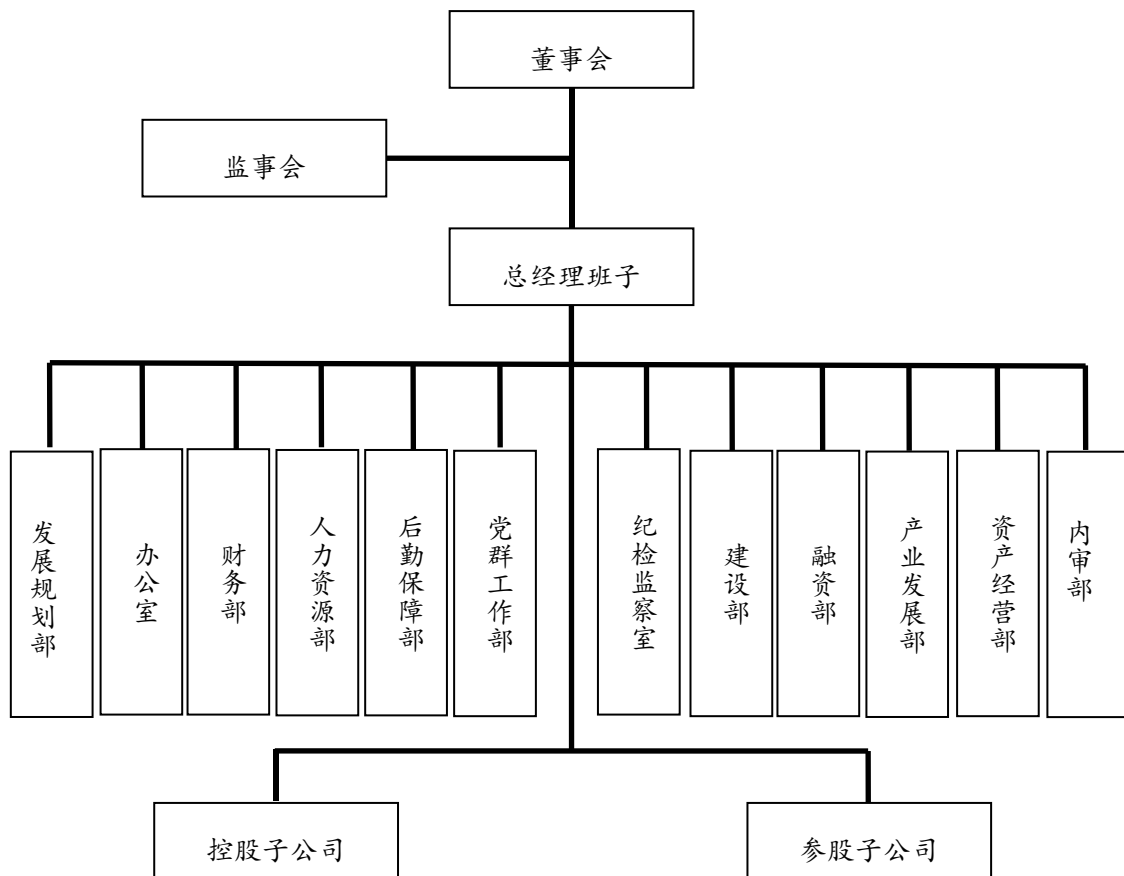 董事会
监事会
总经理班子
发展规划部
办公室
财务部
人力资源部
后勤保障部
党群工作部
纪检监察室
建设部
融资部
产业发展部
资产经营部
内审部
控股子公司
参股子公司